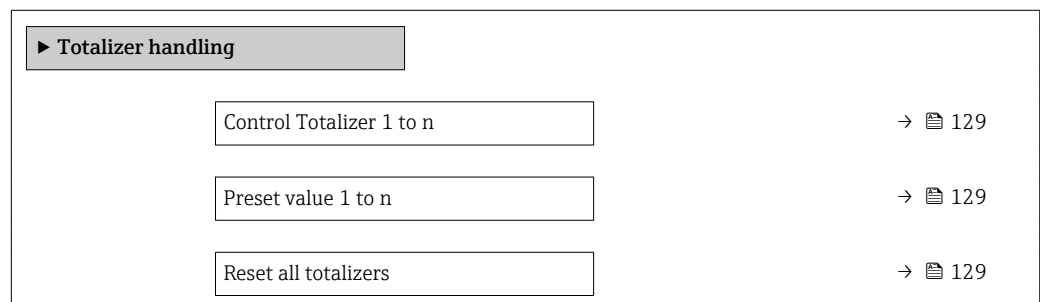 ▶ Totalizer handling
Control Totalizer 1 to n → 129
Preset value 1 to n → 129
Reset all totalizers → 129